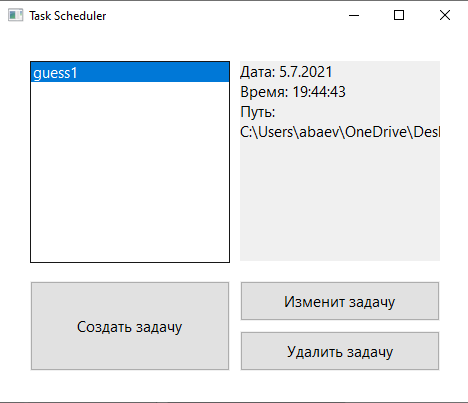 Task Scheduler
guess1
Дата: 5.7.2021
Время: 19:44:43
Путь:
C:\Users\abaev\OneDrive\Desl
Создать задачу
Изменит задачу
Удалить задачу